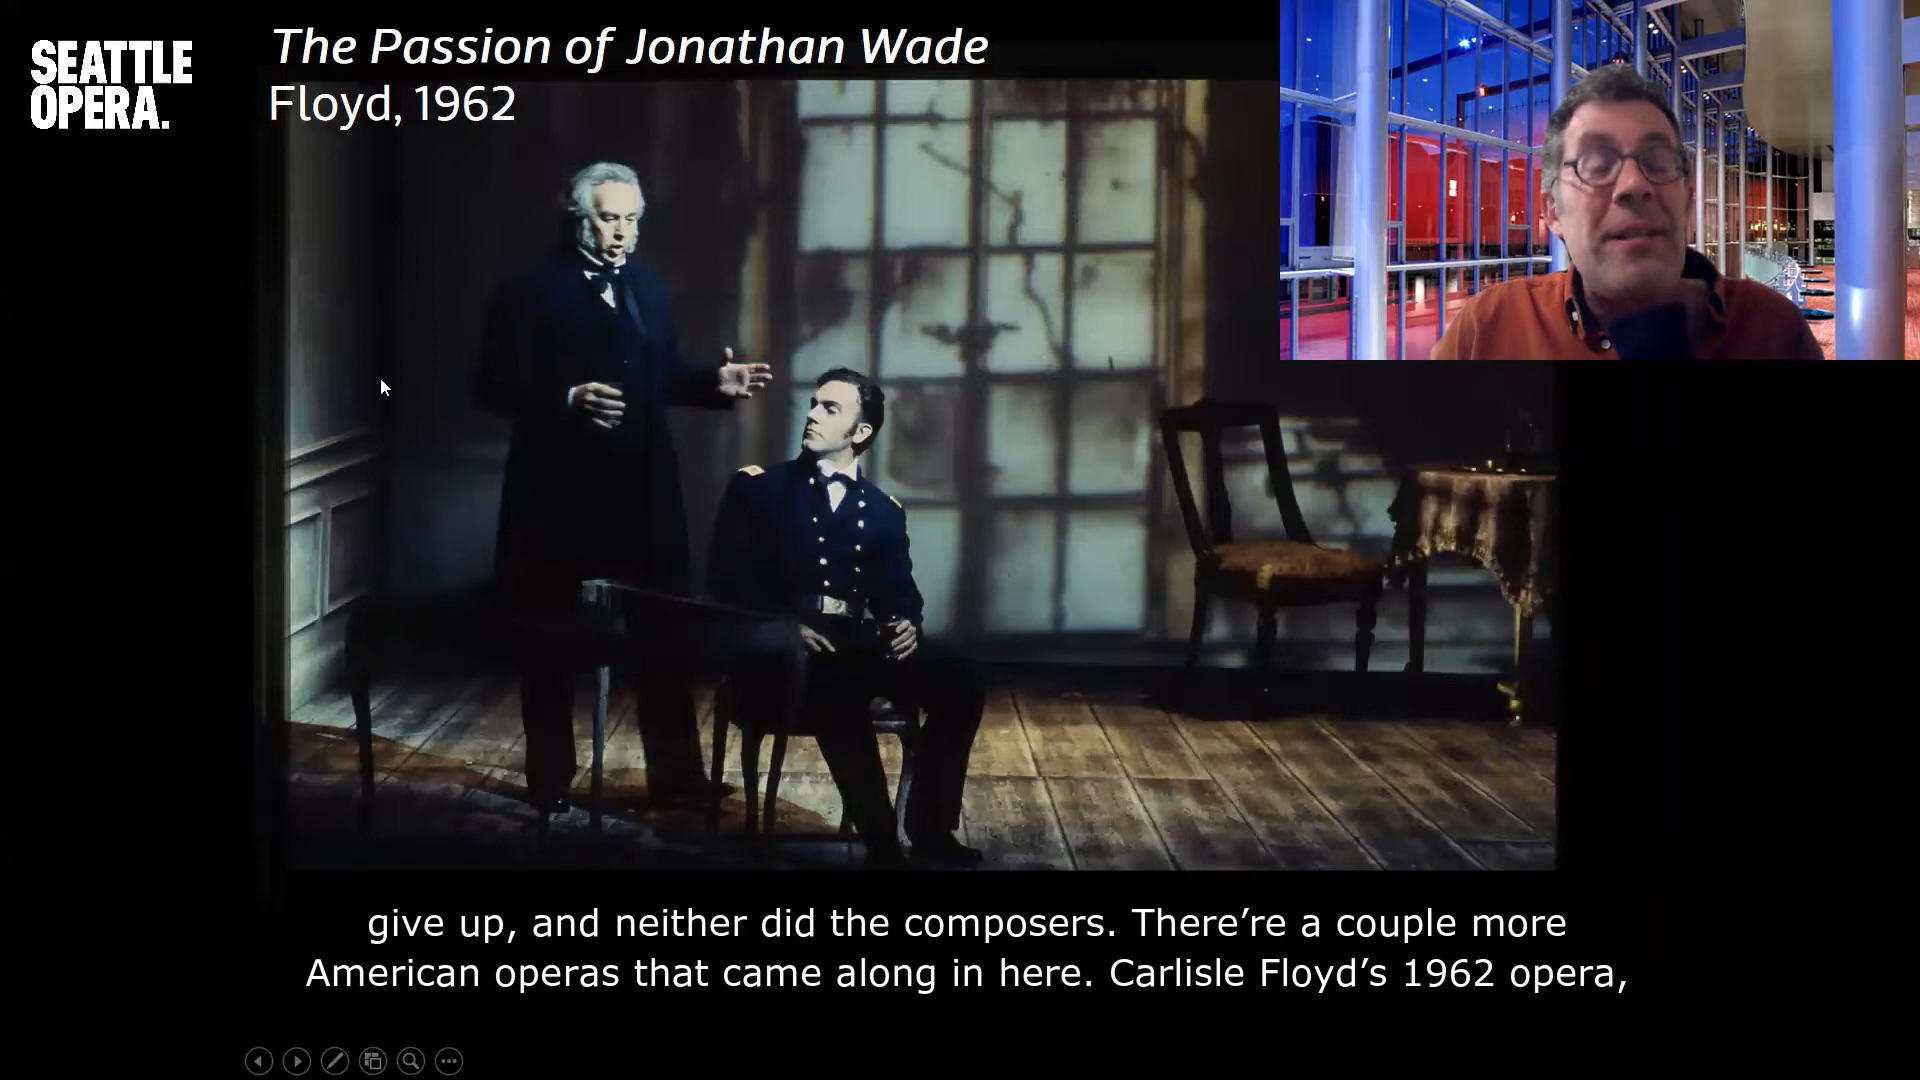 SEATTLE
OPERA.
The Passion of Jonathan Wade
Floyd, 1962
give up, and neither did the composers. There’re a couple more
American operas that came along in here. Carlisle Floyd’s 1962 opera,